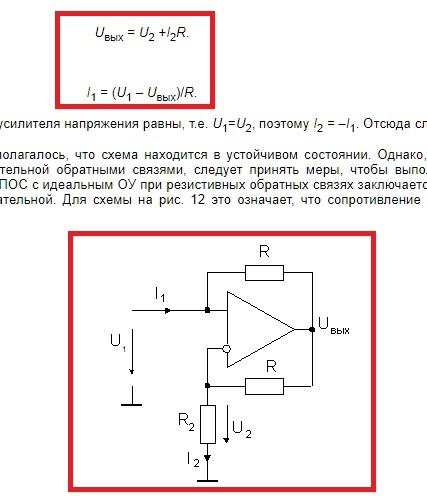 Uвых = U2 +I2R.
I1 = (U1 – Uвых)/R.
усилителя напряжения равны, т.е. U1=U2, поэтому I2 = –I1. Отсюда сл
полагалось, что схема находится в устойчивом состоянии. Однако,
тельной обратными связями, следует принять меры, чтобы выпо
ПОС с идеальным ОУ при резистивных обратных связях заключаетс
ательной. Для схемы на рис. 12 это означает, что сопротивление
R
I1
U1
Uвых
R
R2
U2
I2